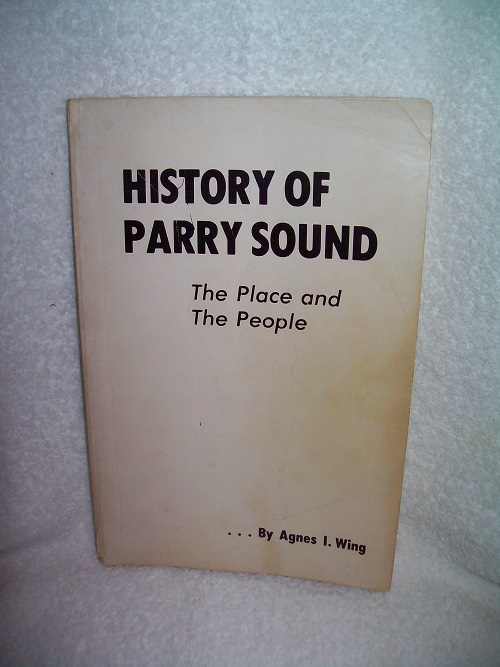 HISTORY OF
PARRY SOUND
The Place and
The People
. . . By Agnes I. Wing